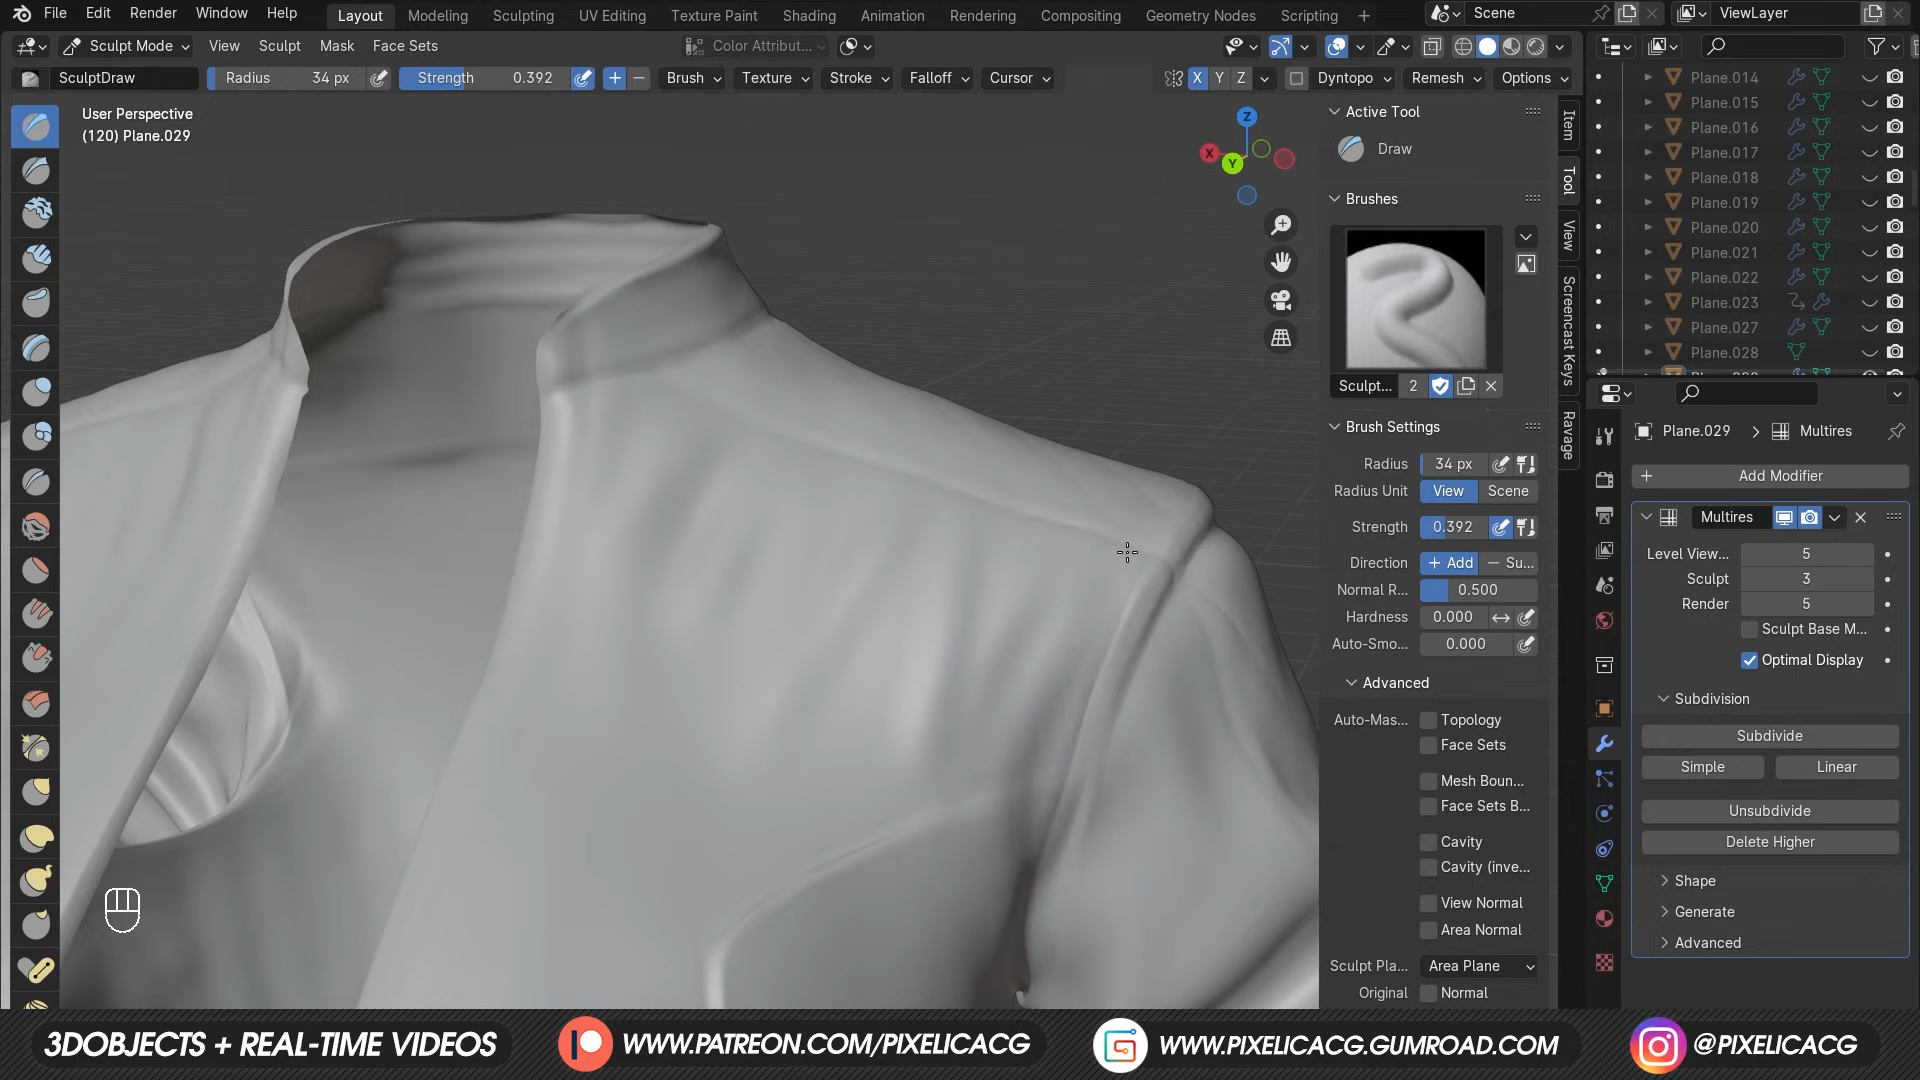 File Edit Render Window Help Layout Modeling Sculpting UV Editing Texture Paint Shading Animation Rendering Compositing Geometry Nodes Scripting + Scene ViewLayer
Sculpt Mode View Sculpt Mask Face Sets Color Attribut...
SculptDraw Radius 34 px Strength 0.392 + − Brush Texture Stroke Falloff Cursor X Y Z Dyntopo Remesh Options
User Perspective
(120) Plane.029
Z
X
Y
Active Tool
Draw
Brushes
Sculpt... 2
Brush Settings
Radius 34 px
Radius Unit View Scene
Strength 0.392
Direction + Add − Su...
Normal R... 0.500
Hardness 0.000
Auto-Smo... 0.000
Advanced
Auto-Mas... Topology
Face Sets
Mesh Boun...
Face Sets B...
Cavity
Cavity (inve...
View Normal
Area Normal
Sculpt Pla... Area Plane
Original Normal
Item
Tool
View
Screencast Keys
Ravage
Plane.014
Plane.015
Plane.016
Plane.017
Plane.018
Plane.019
Plane.020
Plane.021
Plane.022
Plane.023
Plane.027
Plane.028
Plane.029 > Multires
+ Add Modifier
Multires
Level View... 5
Sculpt 3
Render 5
Sculpt Base M...
Optimal Display
Subdivision
Subdivide
Simple Linear
Unsubdivide
Delete Higher
Shape
Generate
Advanced
3DOBJECTS + REAL-TIME VIDEOS WWW.PATREON.COM/PIXELICACG WWW.PIXELICACG.GUMROAD.COM @PIXELICACG